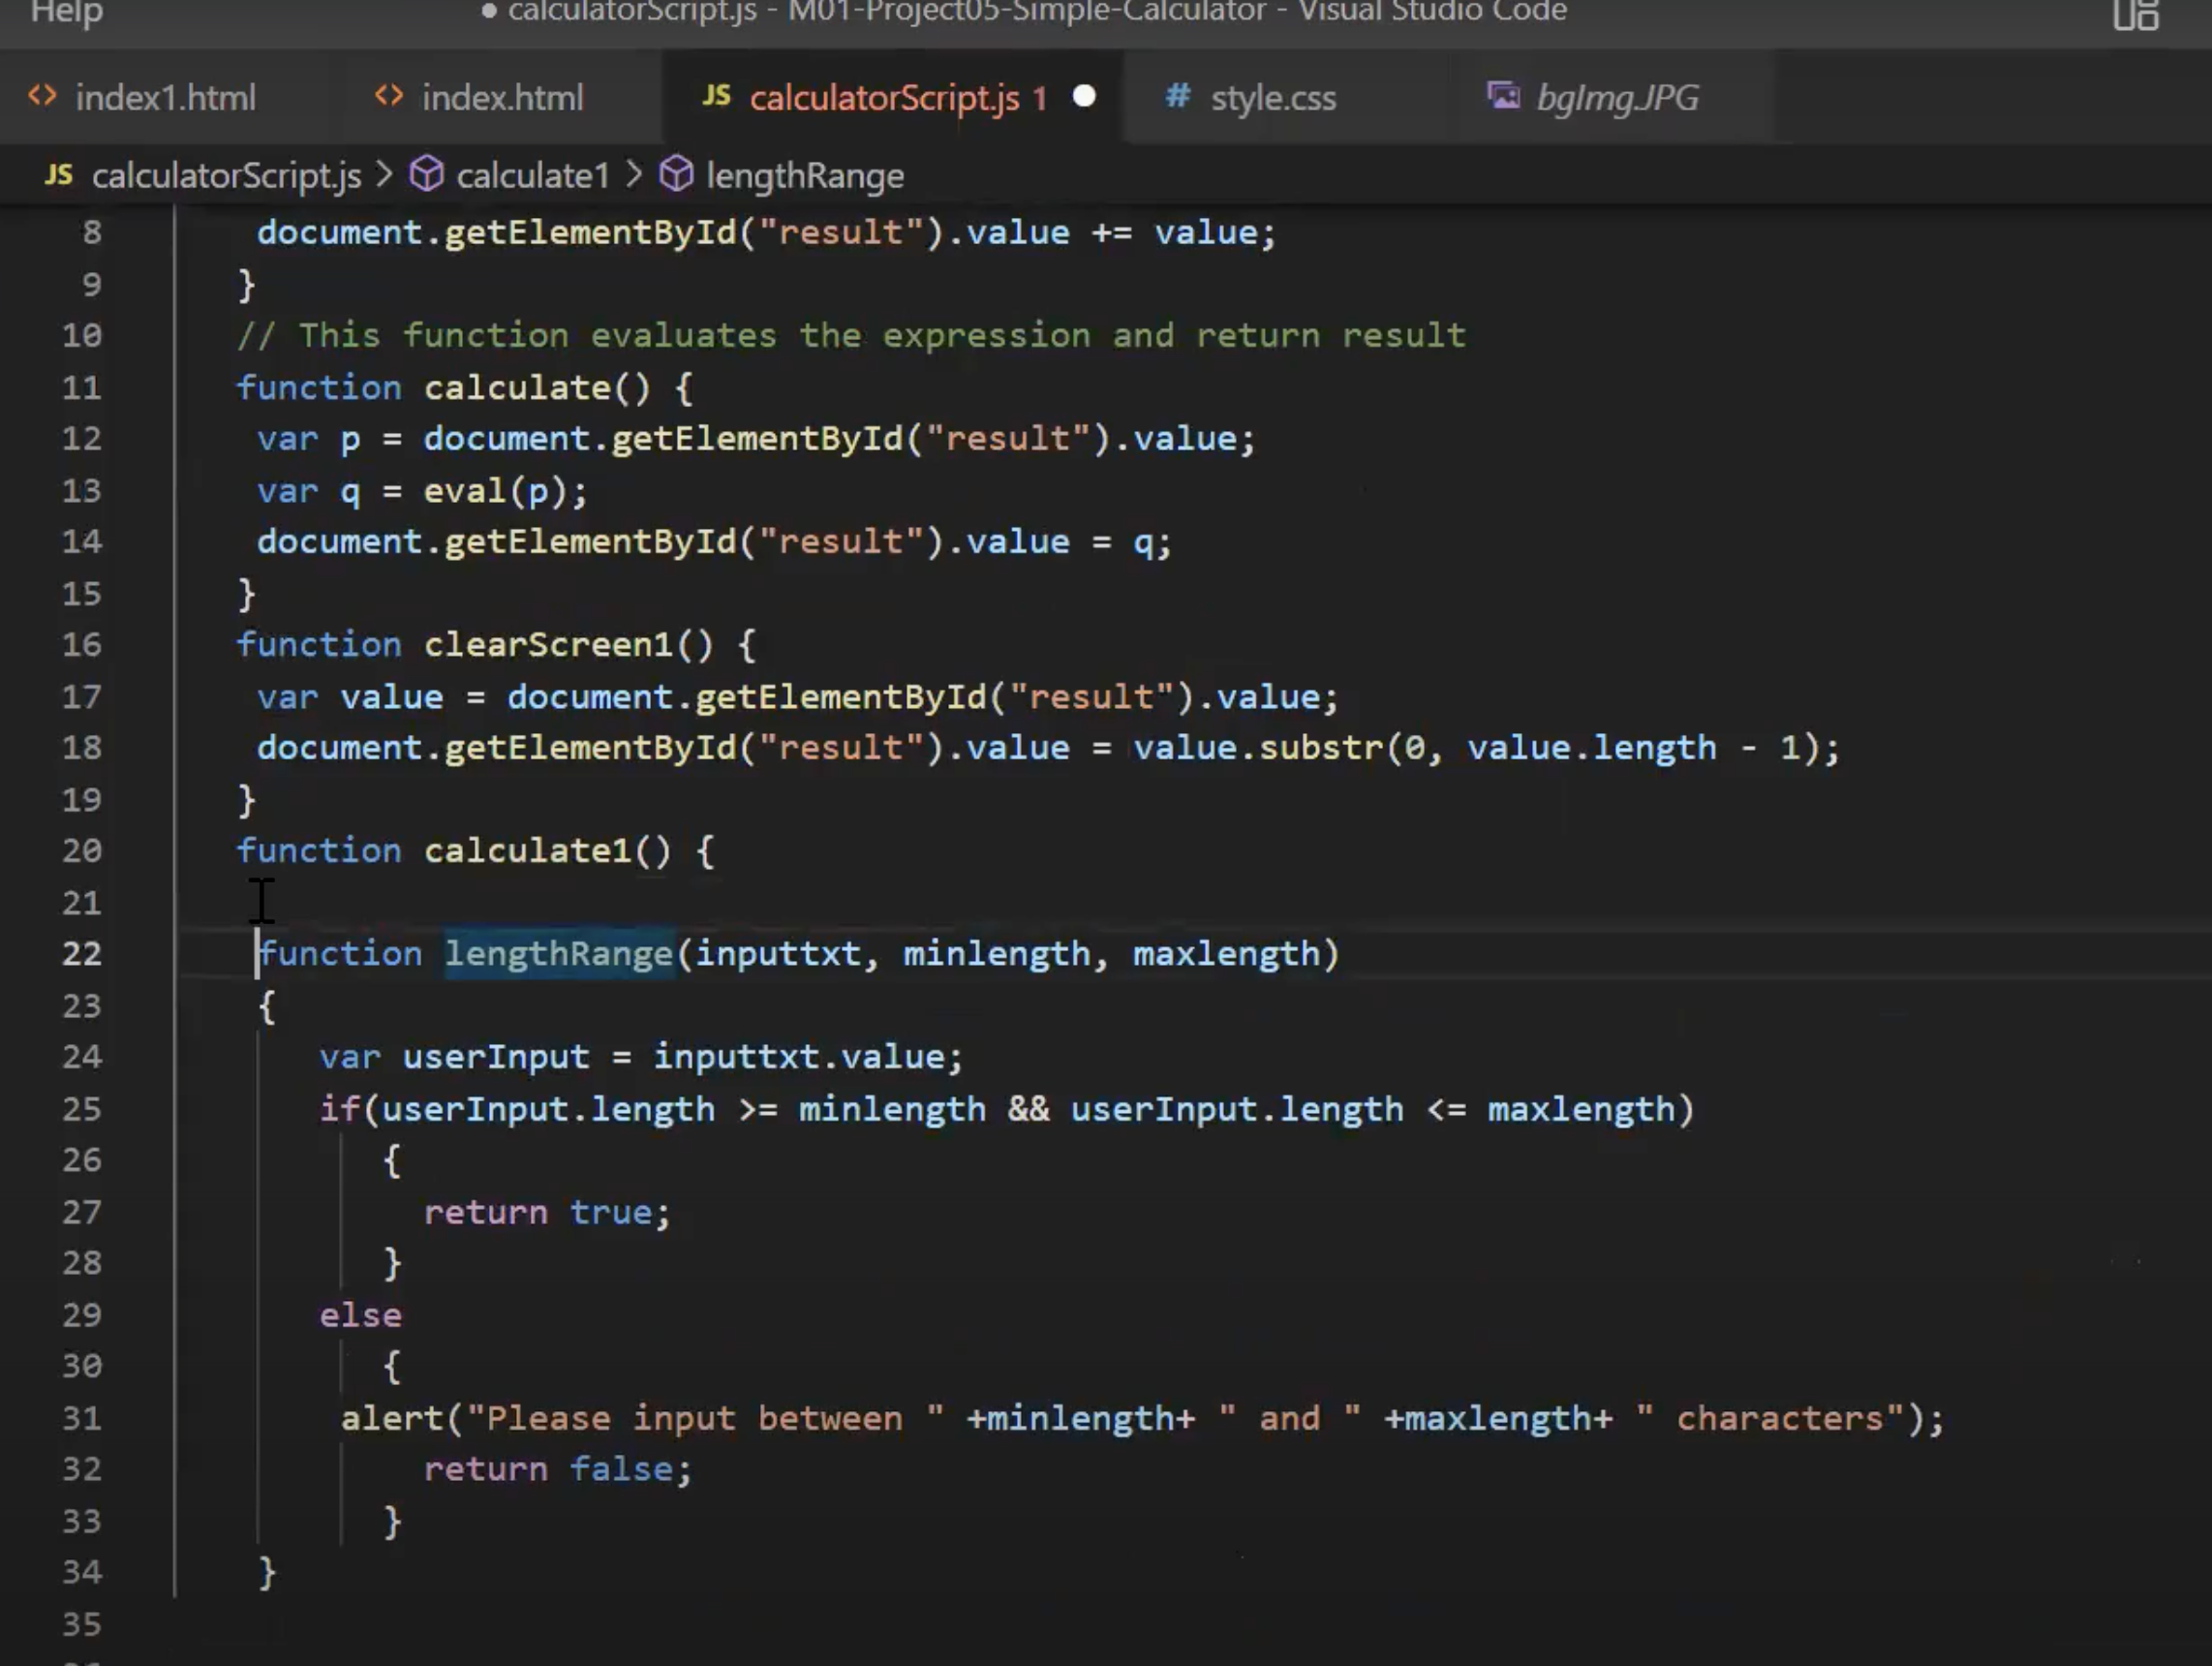 Help
● calculatorScript.js - M01-Project05-Simple-Calculator - Visual Studio Code
index1.html
index.html
JS calculatorScript.js 1
# style.css
bgImg.JPG
JS calculatorScript.js > calculate1 > lengthRange
8 document.getElementById("result").value += value;
9 }
10 // This function evaluates the expression and return result
11 function calculate() {
12 var p = document.getElementById("result").value;
13 var q = eval(p);
14 document.getElementById("result").value = q;
15 }
16 function clearScreen1() {
17 var value = document.getElementById("result").value;
18 document.getElementById("result").value = value.substr(0, value.length - 1);
19 }
20 function calculate1() {
21
22 function lengthRange(inputtxt, minlength, maxlength)
23 {
24 var userInput = inputtxt.value;
25 if(userInput.length >= minlength && userInput.length <= maxlength)
26 {
27 return true;
28 }
29 else
30 {
31 alert("Please input between " +minlength+ " and " +maxlength+ " characters");
32 return false;
33 }
34 }
35